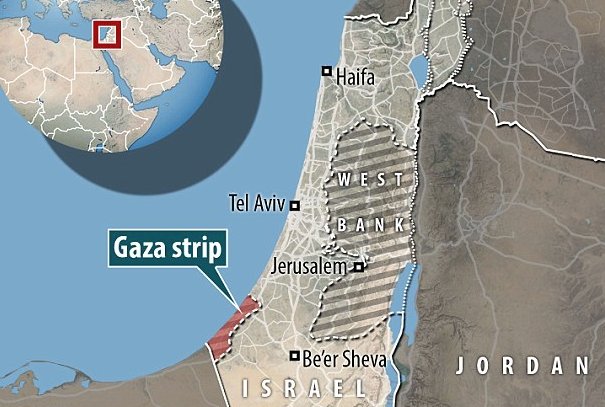 Haifa
WEST
BANK
Tel Aviv
Gaza strip
Jerusalem
Be'er Sheva
ISRAEL
JORDAN